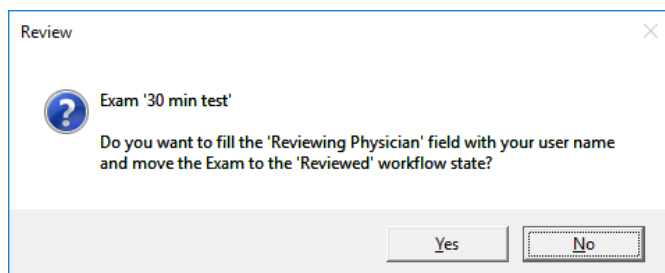 Review
Exam '30 min test'
Do you want to fill the 'Reviewing Physician' field with your user name
and move the Exam to the 'Reviewed' workflow state?
Yes
No